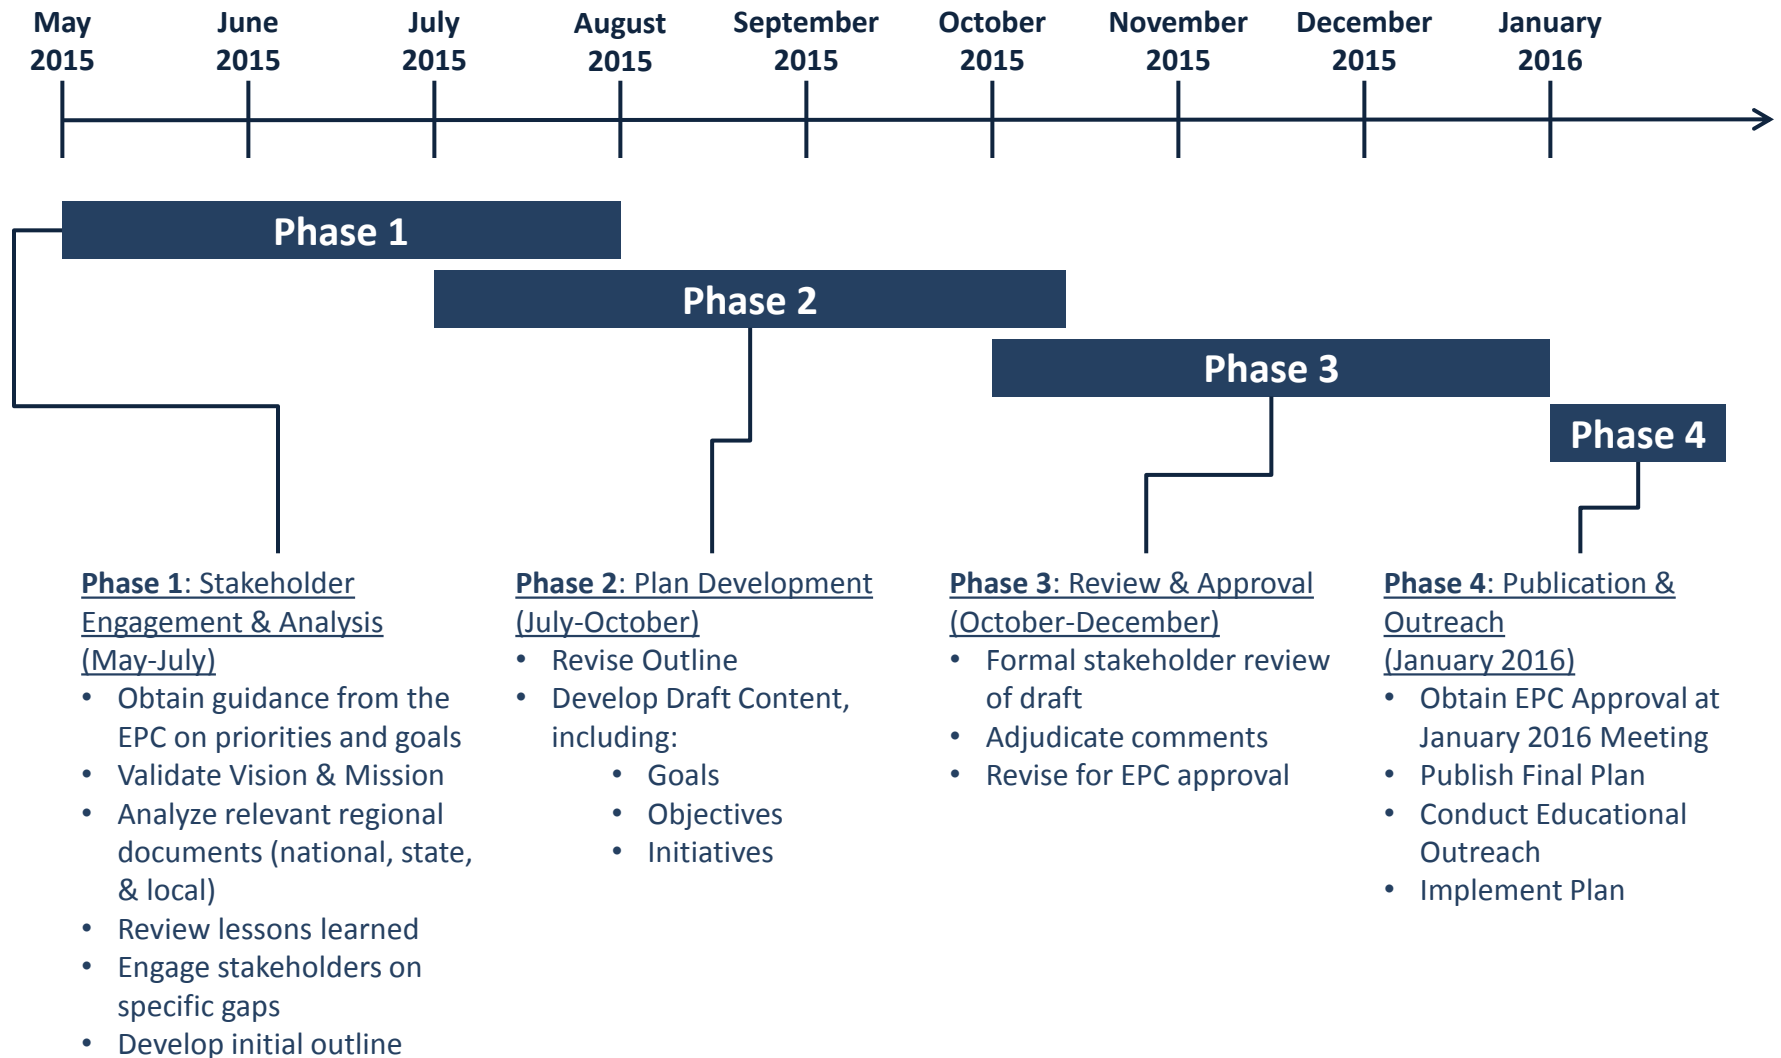 May
2015
June
2015
July
2015
August
2015
September
2015
October
2015
November
2015
December
2015
January
2016
Phase 1
Phase 2
Phase 3
Phase 4
Phase 1: Stakeholder
Engagement & Analysis
(May-July)
• Obtain guidance from the
EPC on priorities and goals
• Validate Vision & Mission
• Analyze relevant regional
documents (national, state,
& local)
• Review lessons learned
• Engage stakeholders on
specific gaps
• Develop initial outline
Phase 2: Plan Development
(July-October)
• Revise Outline
• Develop Draft Content,
including:
• Goals
• Objectives
• Initiatives
Phase 3: Review & Approval
(October-December)
• Formal stakeholder review
of draft
• Adjudicate comments
• Revise for EPC approval
Phase 4: Publication &
Outreach
(January 2016)
• Obtain EPC Approval at
January 2016 Meeting
• Publish Final Plan
• Conduct Educational
Outreach
• Implement Plan